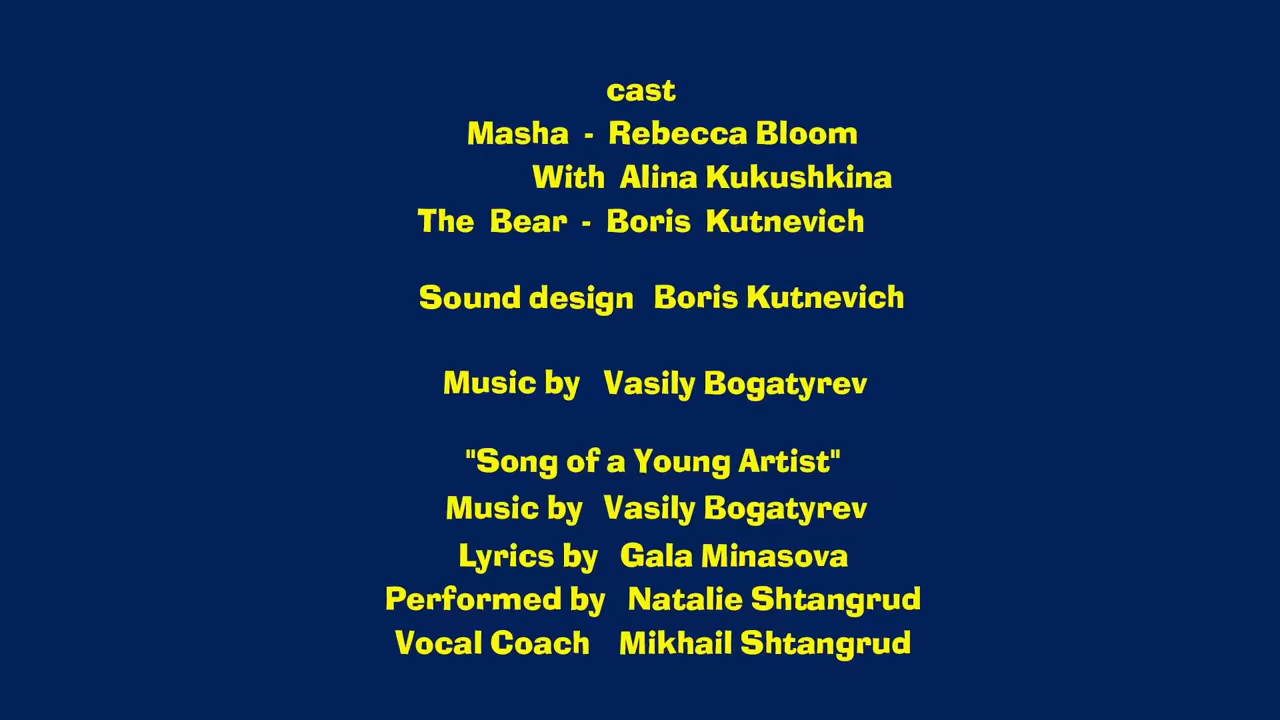 cast
Masha - Rebecca Bloom
With Alina Kukushkina
The Bear - Boris Kutnevich
Sound design Boris Kutnevich
Music by Vasily Bogatyrev
"Song of a Young Artist"
Music by Vasily Bogatyrev
Lyrics by Gala Minasova
Performed by Natalie Shtangrud
Vocal Coach Mikhail Shtangrud